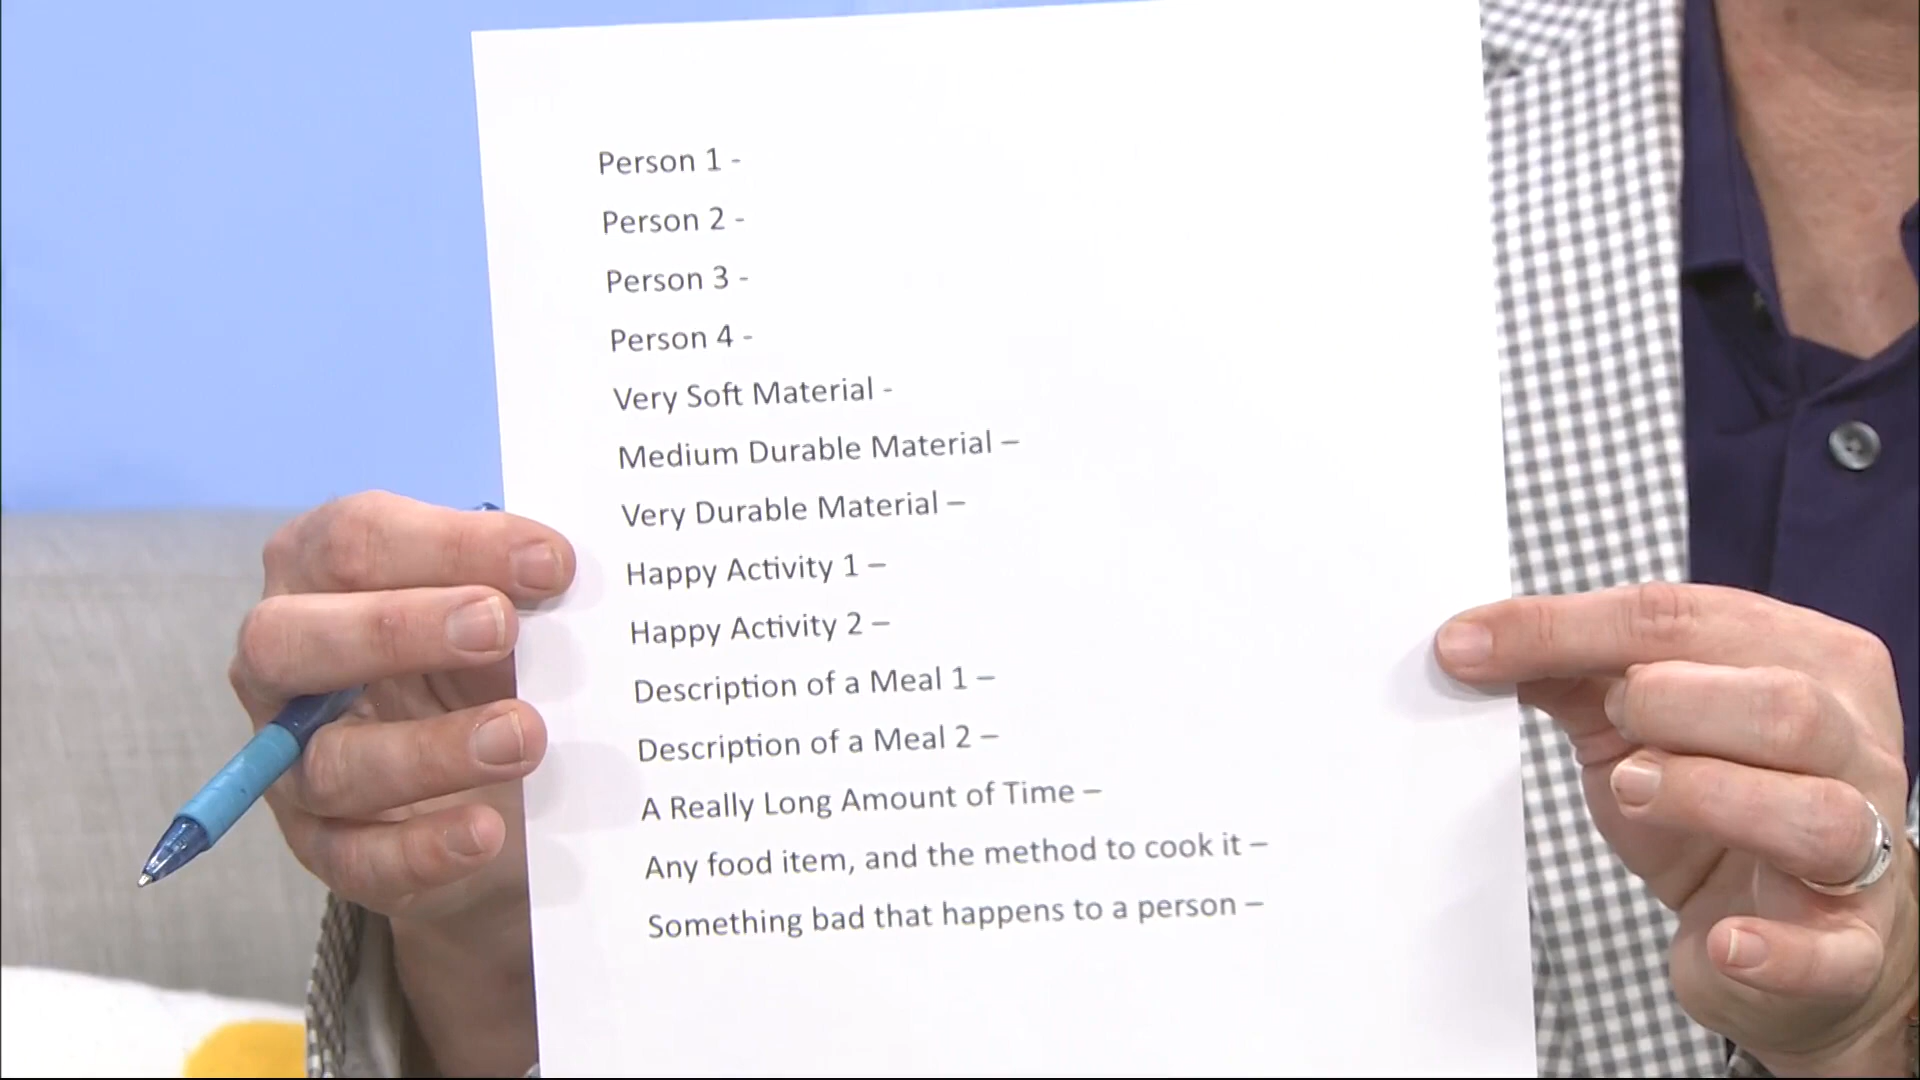 Person 1 -
Person 2 -
Person 3 -
Person 4 -
Very Soft Material -
Medium Durable Material –
Very Durable Material –
Happy Activity 1 –
Happy Activity 2 –
Description of a Meal 1 –
Description of a Meal 2 –
A Really Long Amount of Time –
Any food item, and the method to cook it –
Something bad that happens to a person –